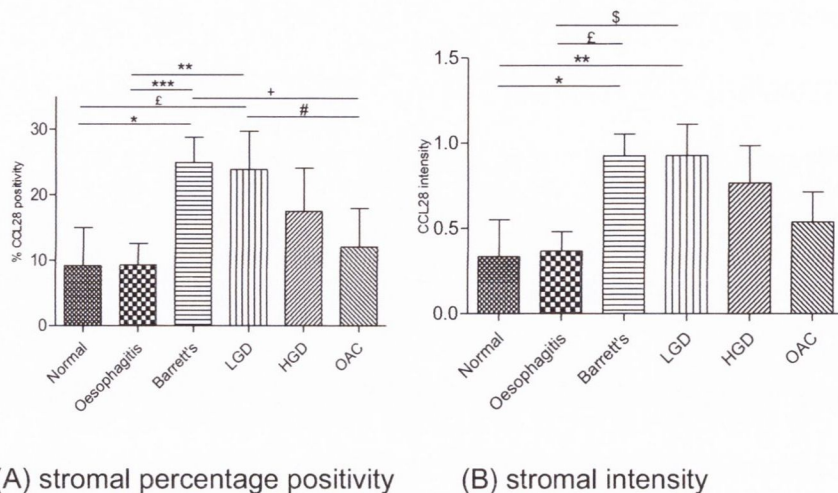 $
£
**
*
**
***
+
£
#
*
% CCL28 positivity
30
20
10
0
Normal
Oesophagitis
Barrett's
LGD
HGD
OAC
CCL28 intensity
1.5
1.0
0.5
0.0
Normal
Oesophagitis
Barrett's
LGD
HGD
OAC
(A) stromal percentage positivity
(B) stromal intensity